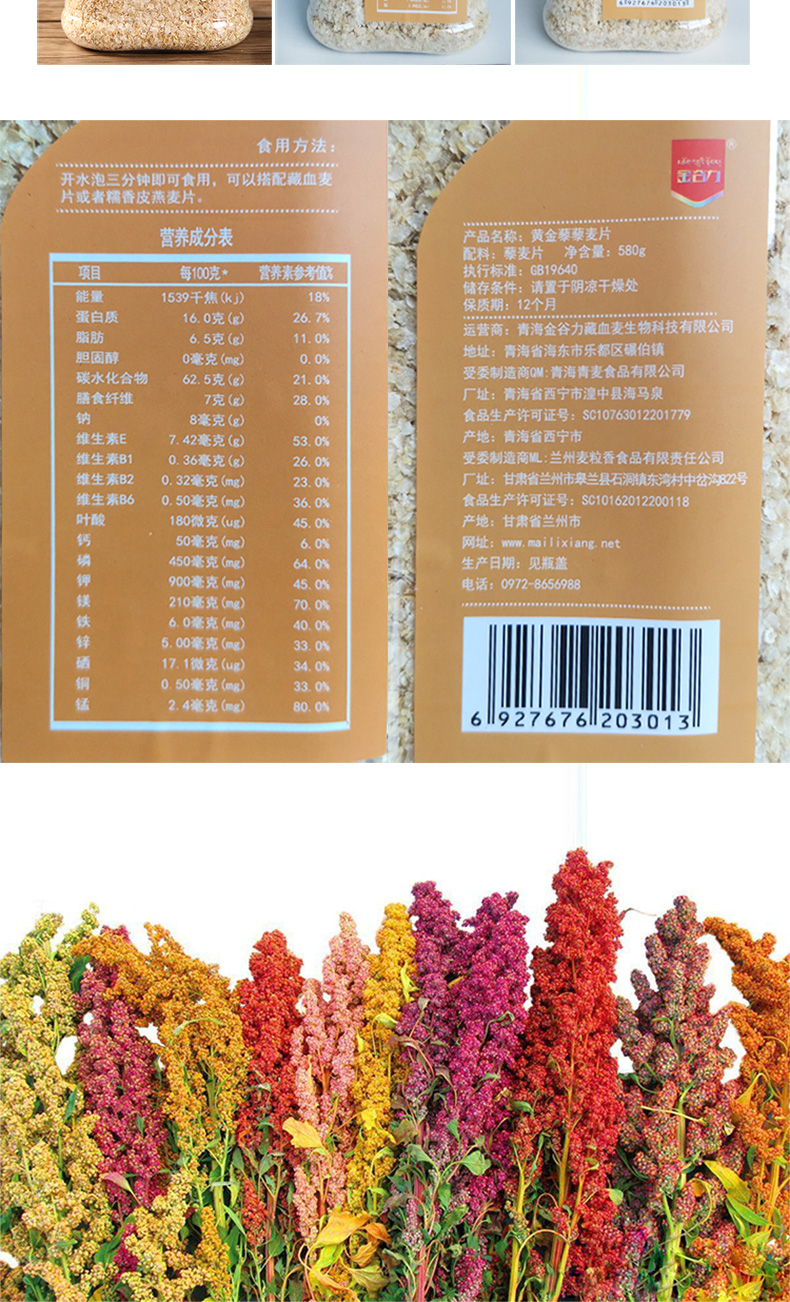 6927676203013
食用方法：
开水泡三分钟即可食用，可以搭配藏血麦
片或者糯香皮燕麦片。
营养成分表
项目 每100克* 营养素参考值%
能量 1539千焦(kj) 18%
蛋白质 16.0克(g) 26.7%
脂肪 6.5克(g) 11.0%
胆固醇 0毫克(mg) 0.0%
碳水化合物 62.5克(g) 21.0%
膳食纤维 7克(g) 28.0%
钠 8毫克(g) 0%
维生素E 7.42毫克(g) 53.0%
维生素B1 0.36毫克(g) 26.0%
维生素B2 0.32毫克(mg) 23.0%
维生素B6 0.50毫克(mg) 36.0%
叶酸 180微克(ug) 45.0%
钙 50毫克(mg) 6.0%
磷 450毫克(mg) 64.0%
钾 900毫克(mg) 45.0%
镁 210毫克(mg) 70.0%
铁 6.0毫克(mg) 40.0%
锌 5.00毫克(mg) 33.0%
硒 17.1微克(ug) 34.0%
铜 0.50毫克(mg) 33.0%
锰 2.4毫克(mg) 80.0%
金谷力®
产品名称：黄金藜藜麦片
配料：藜麦片 净含量：580g
执行标准：GB19640
储存条件：请置于阴凉干燥处
保质期：12个月
运营商：青海金谷力藏血麦生物科技有限公司
地址：青海省海东市乐都区碾伯镇
受委制造商QM:青海青麦食品有限公司
厂址：青海省西宁市湟中县海马泉
食品生产许可证号：SC10763012201779
产地：青海省西宁市
受委制造商ML:兰州麦粒香食品有限责任公司
厂址：甘肃省兰州市皋兰县石洞镇东湾村中岔沟822号
食品生产许可证号：SC10162012200118
产地：甘肃省兰州市
网址：www.mailixiang.net
生产日期：见瓶盖
电话：0972-8656988
6 927676 203013